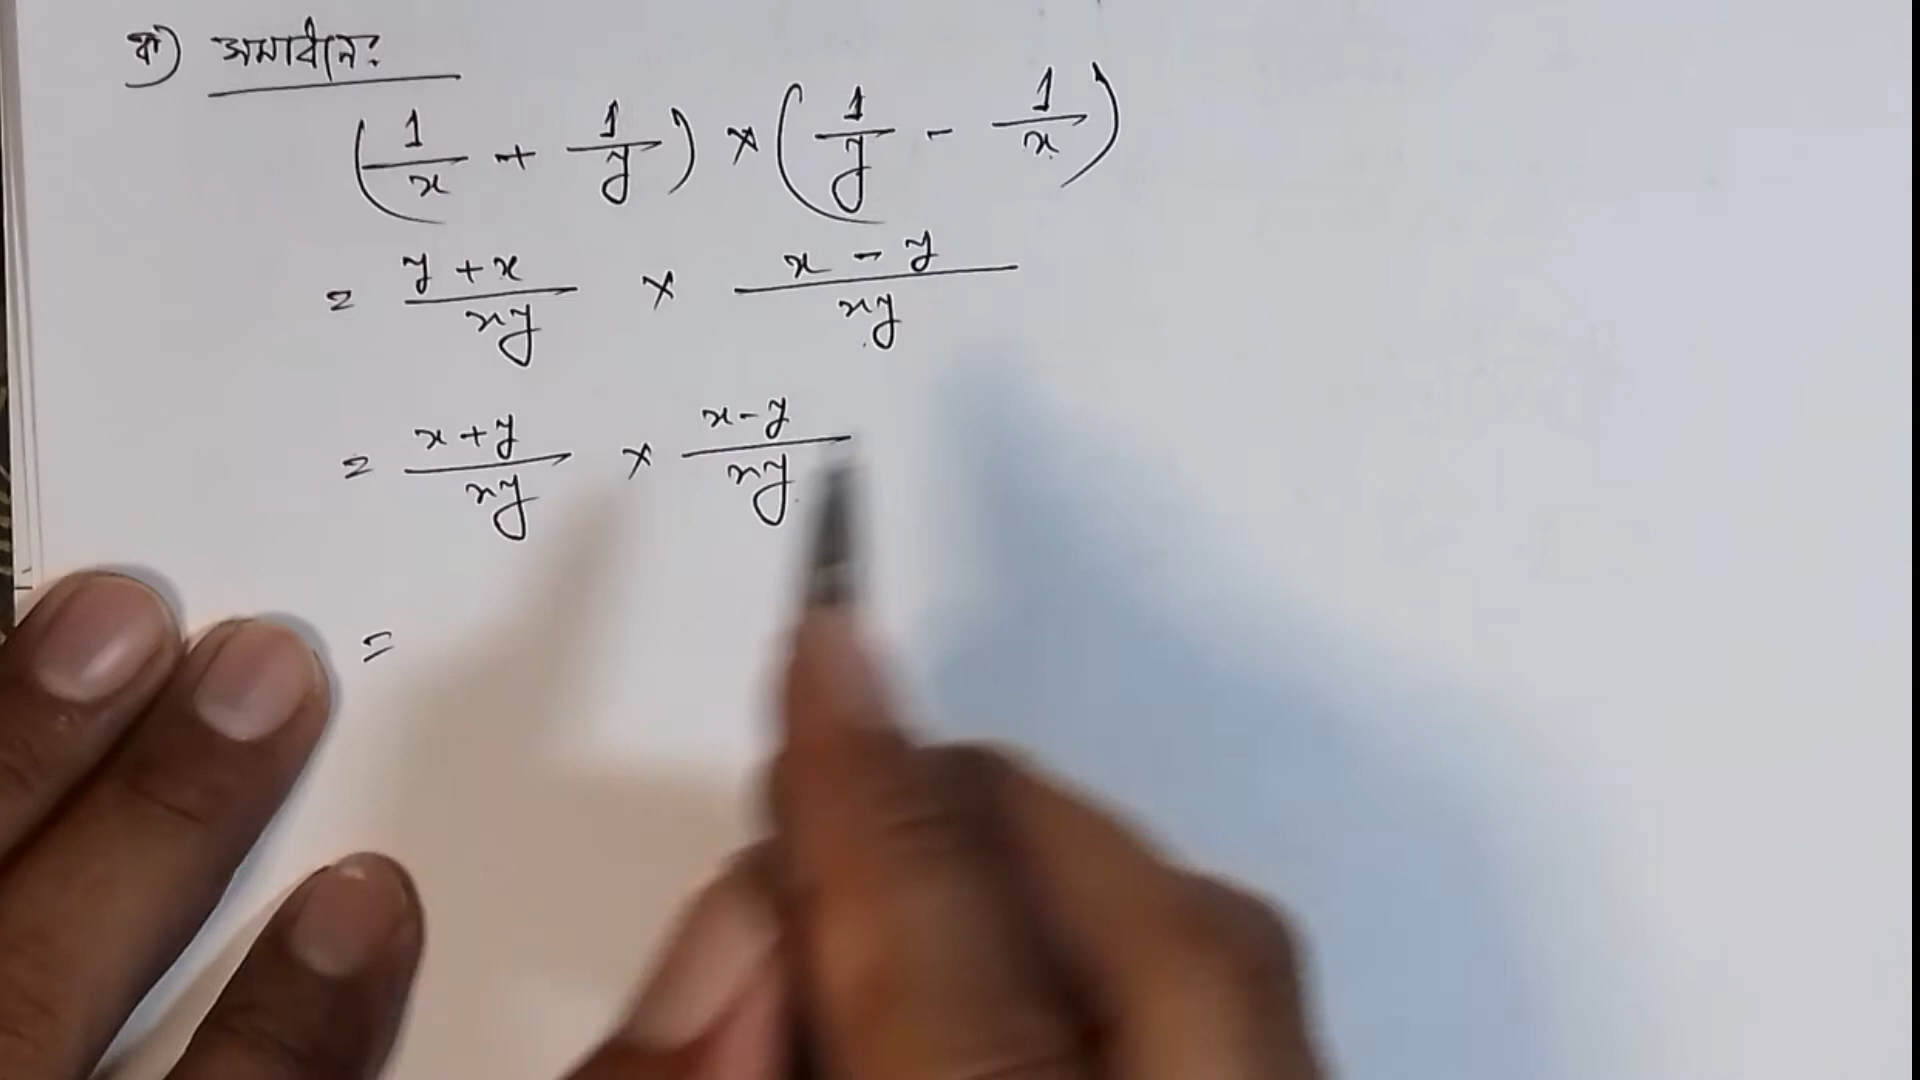 ক) সমাধান:
(1/x + 1/y) × (1/y - 1/x)
= y + x/xy × x - y/xy
= x + y/xy × x - y/xy
=